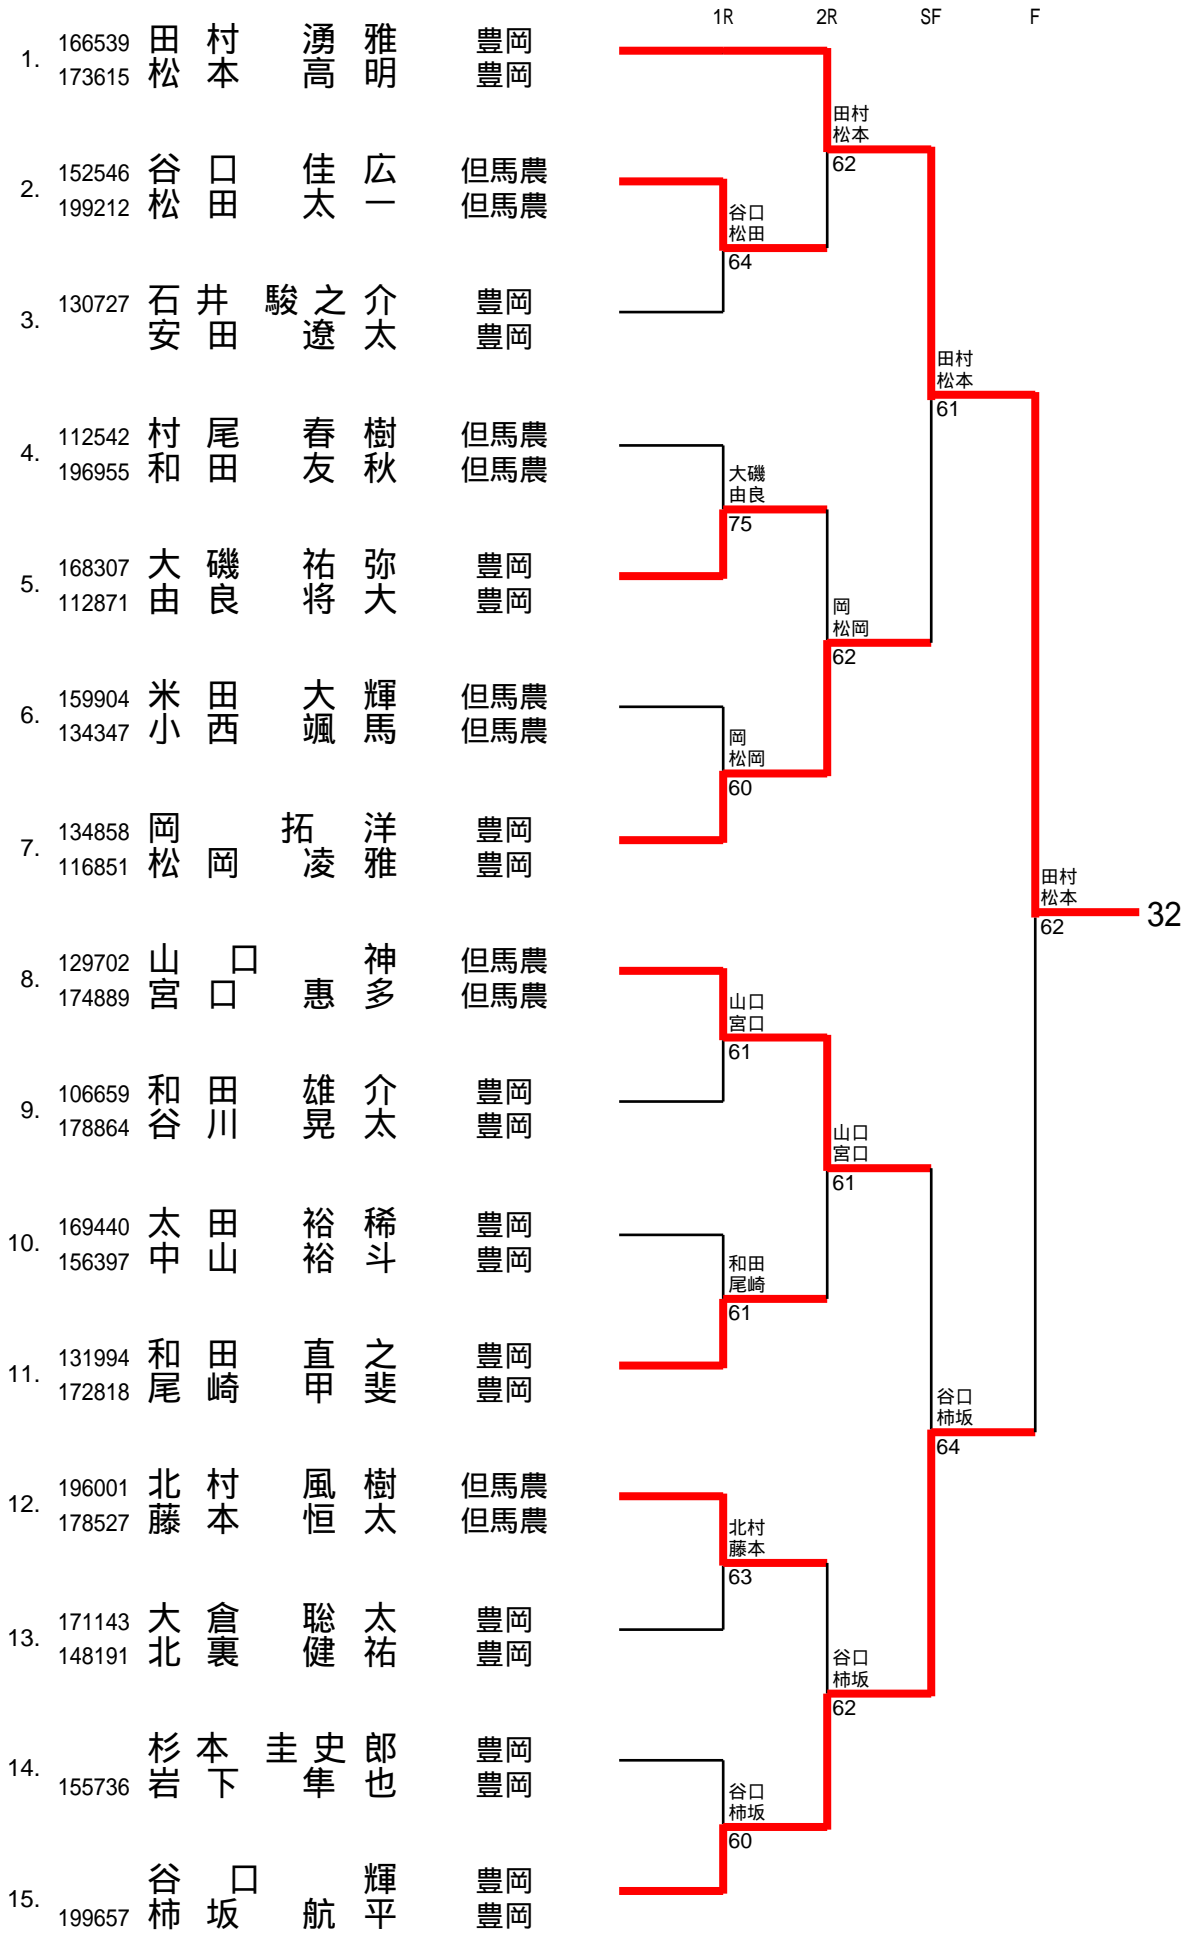 1R 2R SF F
1. 166539 田村 湧雅 豊岡
173615 松本 高明 豊岡
2. 152546 谷口 佳広 但馬農
199212 松田 太一 但馬農
3. 130727 石井 駿之介 豊岡
安田 遼太 豊岡
4. 112542 村尾 春樹 但馬農
196955 和田 友秋 但馬農
5. 168307 大磯 祐弥 豊岡
112871 由良 将大 豊岡
6. 159904 米田 大輝 但馬農
134347 小西 颯馬 但馬農
7. 134858 岡 拓洋 豊岡
116851 松岡 凌雅 豊岡
8. 129702 山口 神 但馬農
174889 宮口 惠多 但馬農
9. 106659 和田 雄介 豊岡
178864 谷川 晃太 豊岡
10. 169440 太田 裕稀 豊岡
156397 中山 裕斗 豊岡
11. 131994 和田 直之 豊岡
172818 尾崎 甲斐 豊岡
12. 196001 北村 風樹 但馬農
178527 藤本 恒太 但馬農
13. 171143 大倉 聡太 豊岡
148191 北裏 健祐 豊岡
14. 杉本 圭史郎 豊岡
155736 岩下 隼也 豊岡
15. 谷口 輝 豊岡
199657 柿坂 航平 豊岡
谷口
松田
64
大磯
由良
75
岡
松岡
60
山口
宮口
61
和田
尾崎
61
北村
藤本
63
谷口
柿坂
60
田村
松本
62
岡
松岡
62
山口
宮口
61
谷口
柿坂
62
田村
松本
61
谷口
柿坂
64
田村
松本
62
32